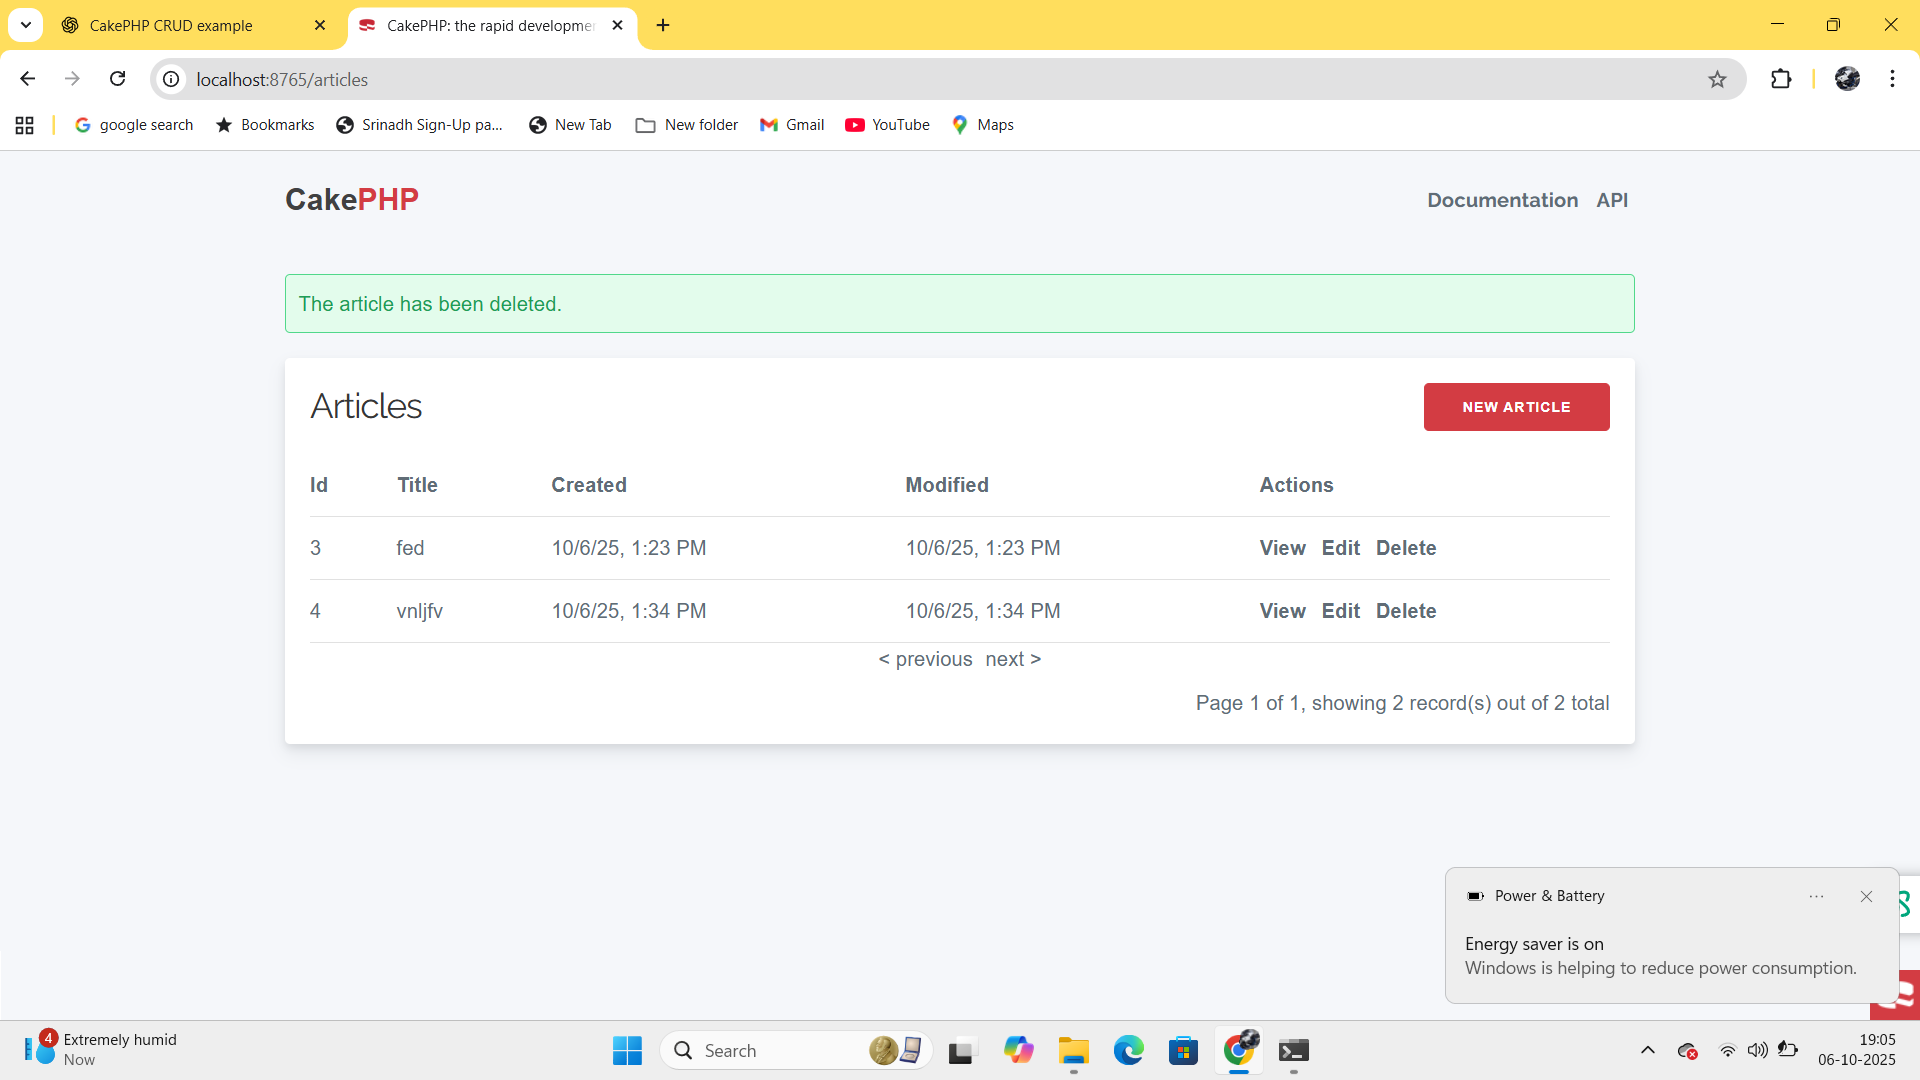 CakePHP CRUD example
CakePHP: the rapid developmen
localhost:8765/articles
google search
Bookmarks
Srinadh Sign-Up pa...
New Tab
New folder
Gmail
YouTube
Maps
CakePHP
Documentation API
The article has been deleted.
Articles
NEW ARTICLE
Id Title Created Modified Actions
3 fed 10/6/25, 1:23 PM 10/6/25, 1:23 PM View Edit Delete
4 vnljfv 10/6/25, 1:34 PM 10/6/25, 1:34 PM View Edit Delete
< previous next >
Page 1 of 1, showing 2 record(s) out of 2 total
Power & Battery
Energy saver is on
Windows is helping to reduce power consumption.
4
Extremely humid
Now
Search
19:05
06-10-2025